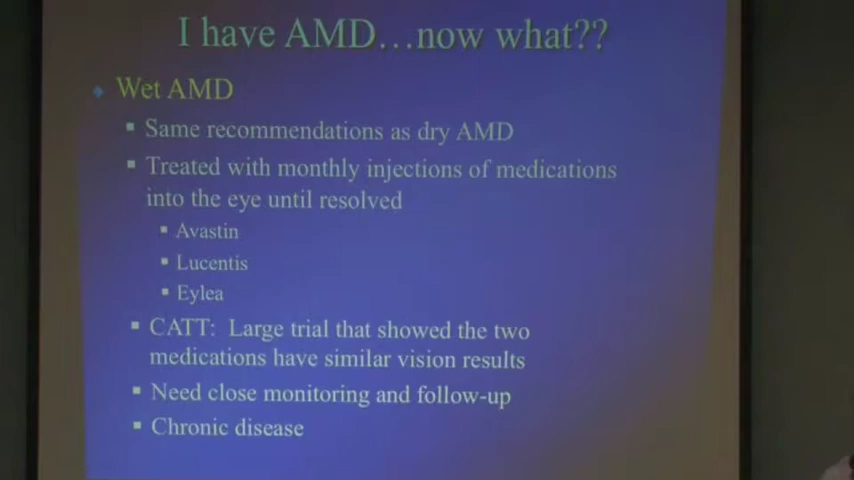 I have AMD…now what??
Wet AMD
Same recommendations as dry AMD
Treated with monthly injections of medications
into the eye until resolved
Avastin
Lucentis
Eylea
CATT: Large trial that showed the two
medications have similar vision results
Need close monitoring and follow-up
Chronic disease